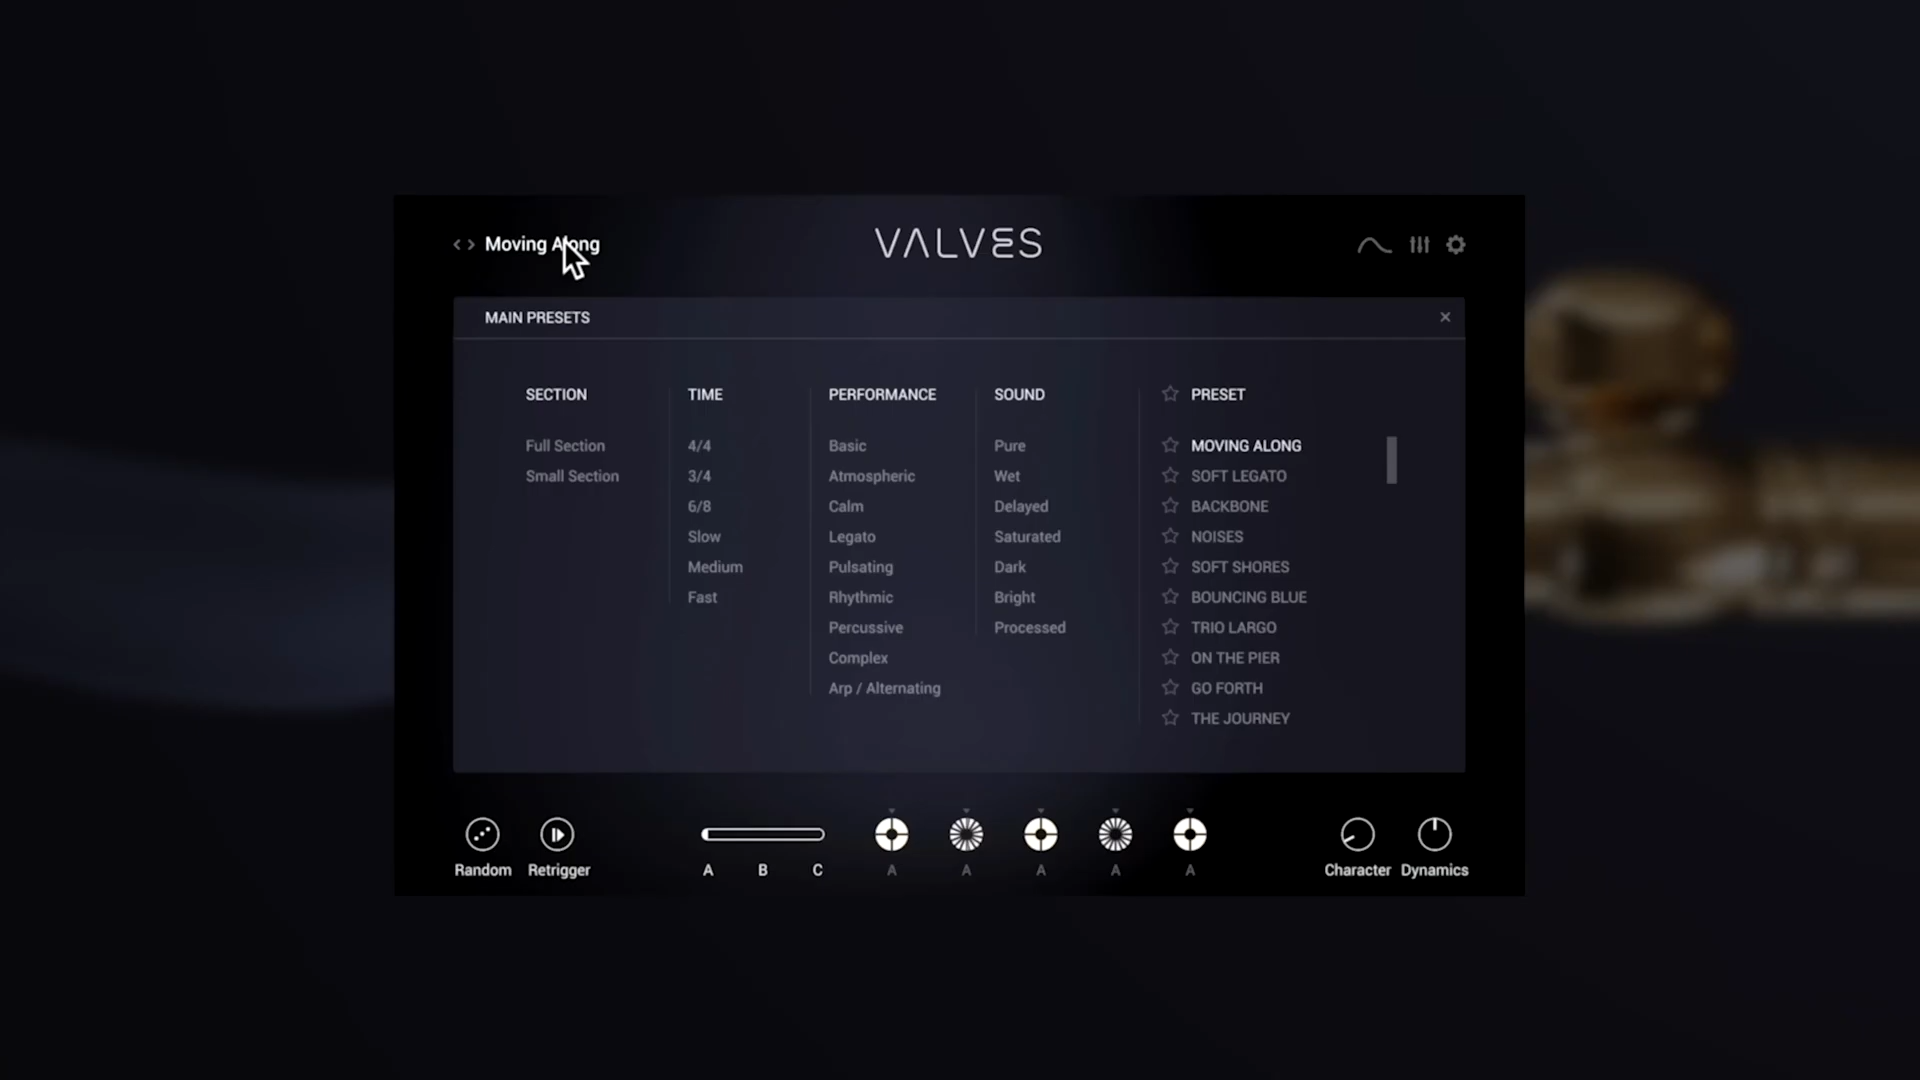 Moving Along
VALVES
MAIN PRESETS
SECTION
Full Section
Small Section
TIME
4/4
3/4
6/8
Slow
Medium
Fast
PERFORMANCE
Basic
Atmospheric
Calm
Legato
Pulsating
Rhythmic
Percussive
Complex
Arp / Alternating
SOUND
Pure
Wet
Delayed
Saturated
Dark
Bright
Processed
PRESET
MOVING ALONG
SOFT LEGATO
BACKBONE
NOISES
SOFT SHORES
BOUNCING BLUE
TRIO LARGO
ON THE PIER
GO FORTH
THE JOURNEY
Random
Retrigger
A B C
A A A A A
Character
Dynamics